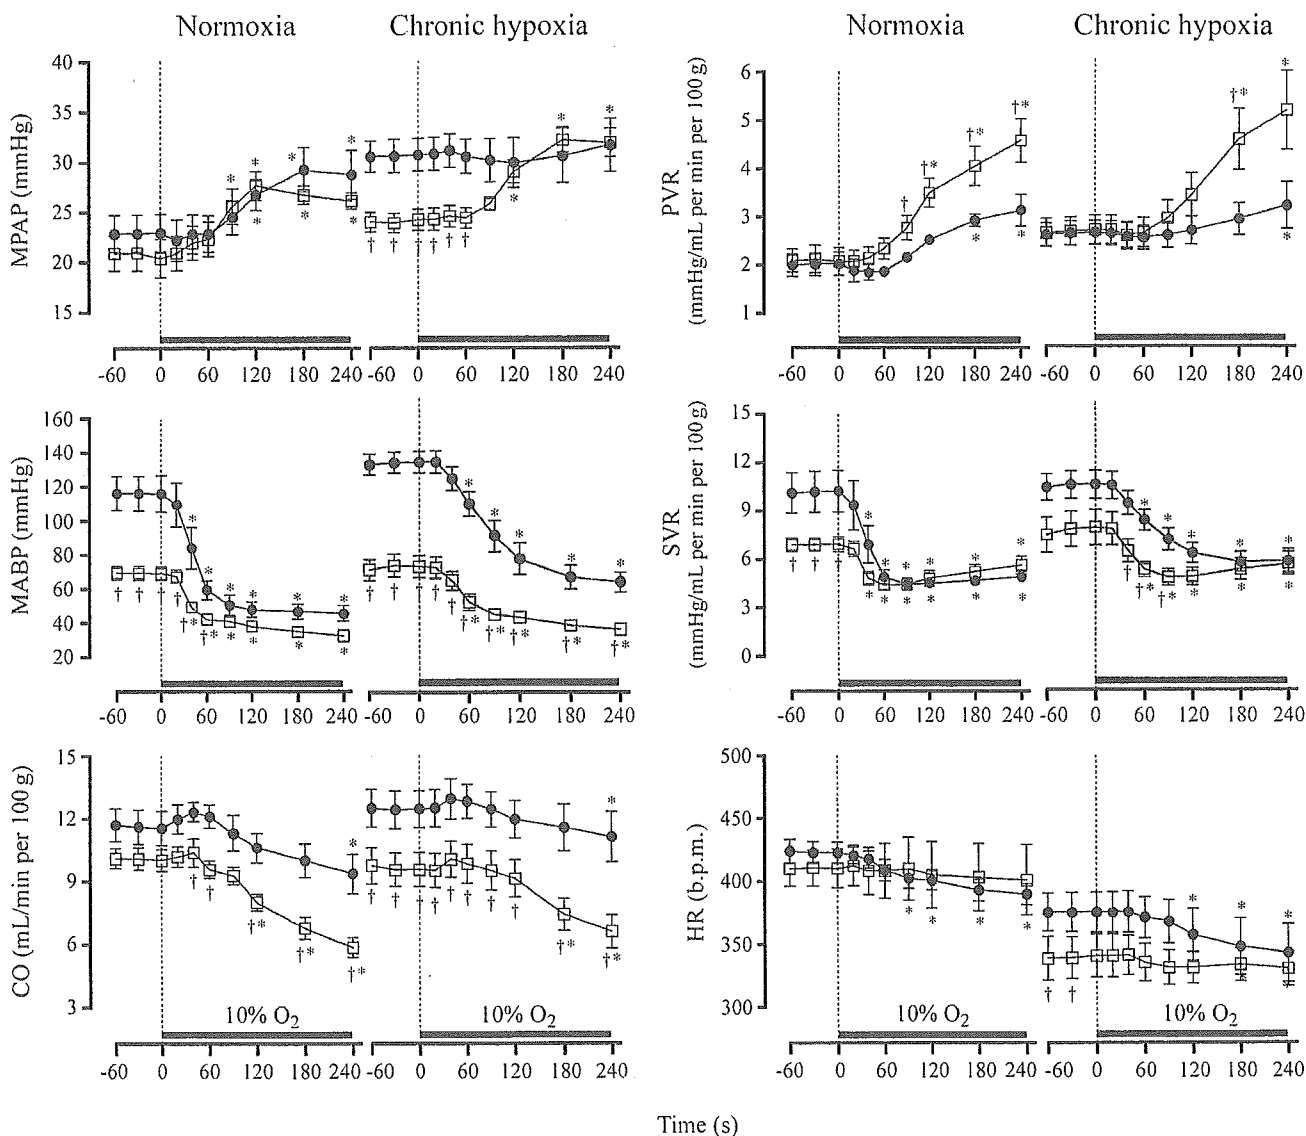 Normoxia
Chronic hypoxia
Normoxia
Chronic hypoxia
MPAP (mmHg)
40
35
30
25
20
15
-60 0 60 120 180 240
-60 0 60 120 180 240
PVR
(mmHg/mL per min per 100 g)
6
5
4
3
2
1
-60 0 60 120 180 240
-60 0 60 120 180 240
MABP (mmHg)
160
140
120
100
80
60
40
20
-60 0 60 120 180 240
-60 0 60 120 180 240
SVR
(mmHg/mL per min per 100 g)
15
12
9
6
3
0
-60 0 60 120 180 240
-60 0 60 120 180 240
CO (mL/min per 100 g)
15
12
9
6
3
10% O₂
10% O₂
-60 0 60 120 180 240
-60 0 60 120 180 240
HR (b.p.m.)
500
450
400
350
300
10% O₂
10% O₂
-60 0 60 120 180 240
-60 0 60 120 180 240
Time (s)